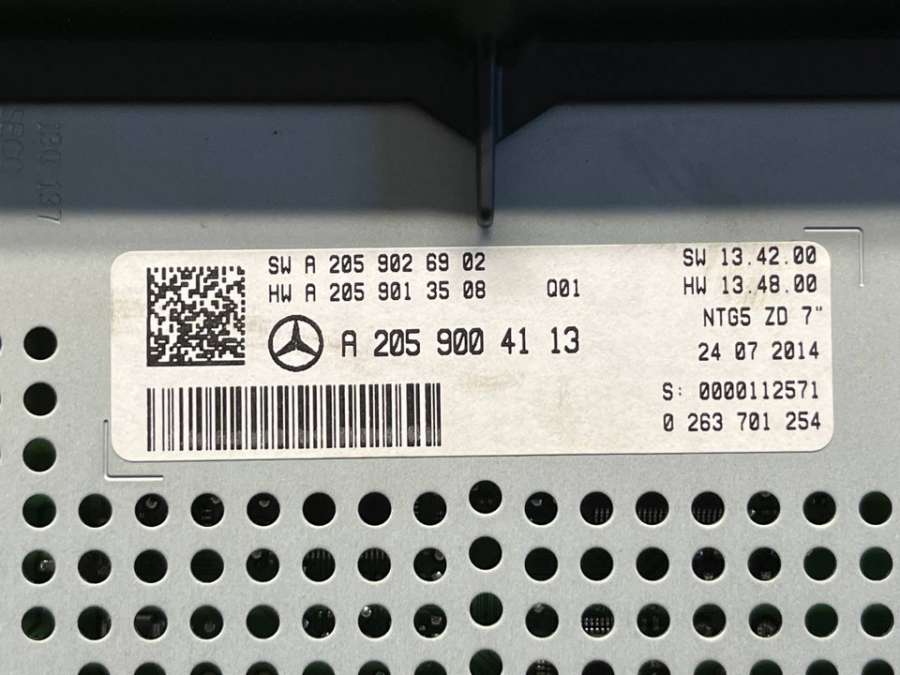 SW A 205 902 69 02
HW A 205 901 35 08 Q01
A 205 900 41 13
SW 13.42.00
HW 13.48.00
NTG5 ZD 7"
24 07 2014
S: 0000112571
0 263 701 254